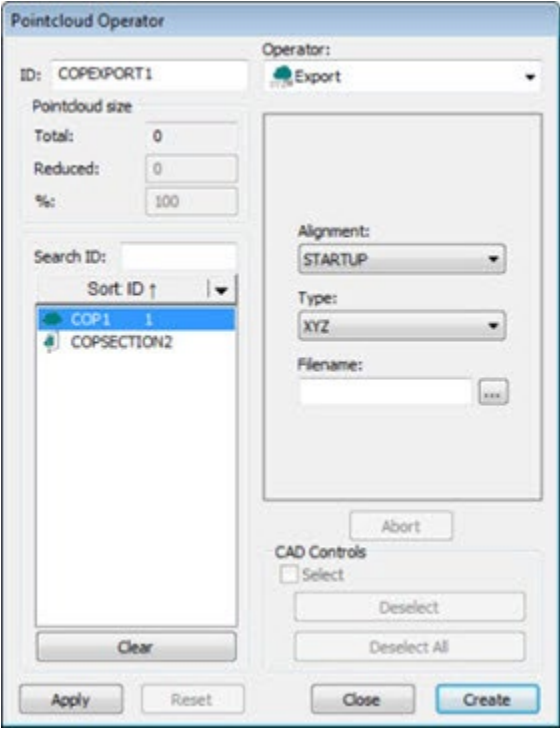 Pointcloud Operator
Operator:
ID: COPEXPORT1
Export
Pointcloud size
Total: 0
Reduced: 0
%: 100
Search ID:
Sort: ID ↑
COP1 1
COPSECTION2
Clear
Alignment:
STARTUP
Type:
XYZ
Filename:
...
Abort
CAD Controls
Select
Deselect
Deselect All
Apply
Reset
Close
Create